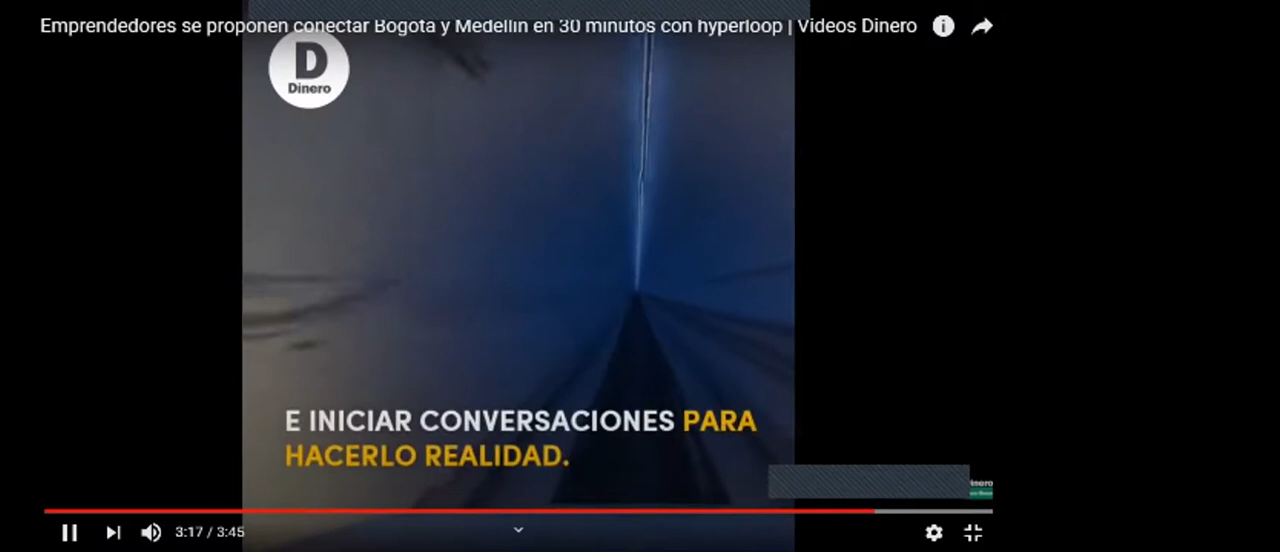 Emprendedores se proponen conectar Bogotá y Medellín en 30 minutos con hyperloop | Videos Dinero
D
Dinero
E INICIAR CONVERSACIONES PARA
HACERLO REALIDAD.
3:17 / 3:45